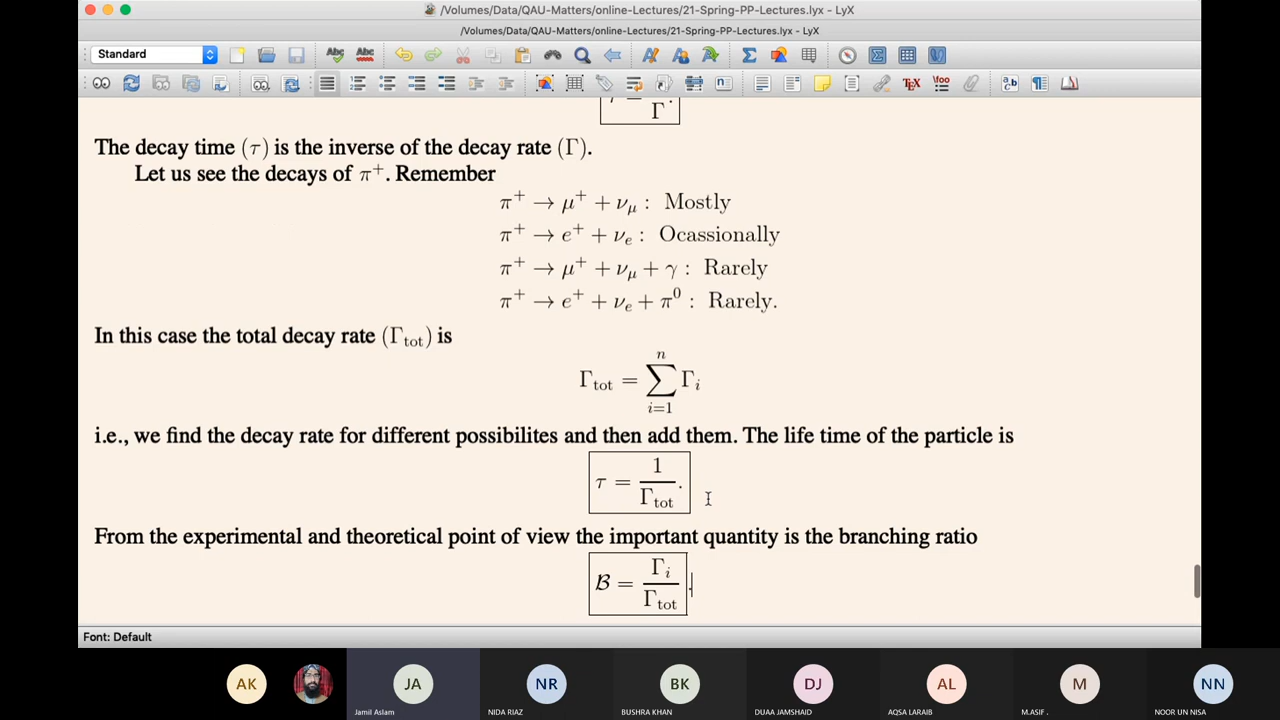 /Volumes/Data/QAU-Matters/online-Lectures/21-Spring-PP-Lectures.lyx - LyX
/Volumes/Data/QAU-Matters/online-Lectures/21-Spring-PP-Lectures.lyx - LyX
Standard
Γ
The decay time (τ) is the inverse of the decay rate (Γ).
Let us see the decays of π⁺. Remember
π⁺ → μ⁺ + ν_μ : Mostly
π⁺ → e⁺ + ν_e : Ocassionally
π⁺ → μ⁺ + ν_μ + γ : Rarely
π⁺ → e⁺ + ν_e + π⁰ : Rarely.
In this case the total decay rate (Γ_tot) is
Γ_tot = ∑_{i=1}^{n} Γ_i
i.e., we find the decay rate for different possibilites and then add them. The life time of the particle is
τ = 1/Γ_tot.
From the experimental and theoretical point of view the important quantity is the branching ratio
ℬ = Γ_i/Γ_tot.
Font: Default
AK JA NR BK DJ AL M NN
Jamil Aslam NIDA RIAZ BUSHRA KHAN DUAA JAMSHAID AQSA LARAIB M.ASIF . NOOR UN NISA